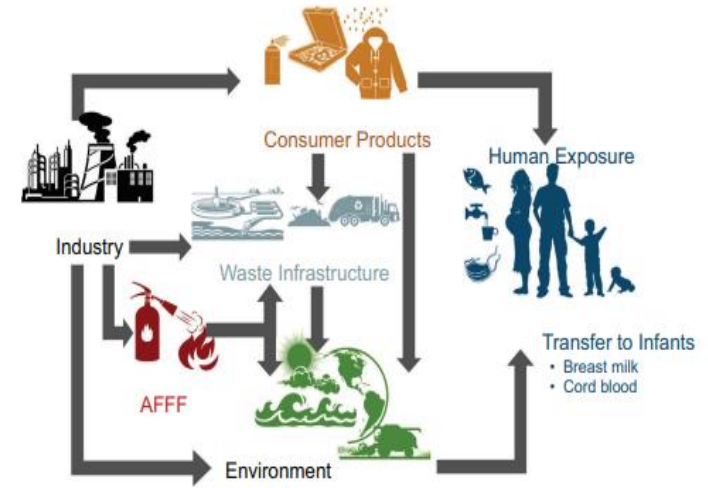 Consumer Products
Human Exposure
Industry
Waste Infrastructure
Transfer to Infants
• Breast milk
• Cord blood
AFFF
Environment